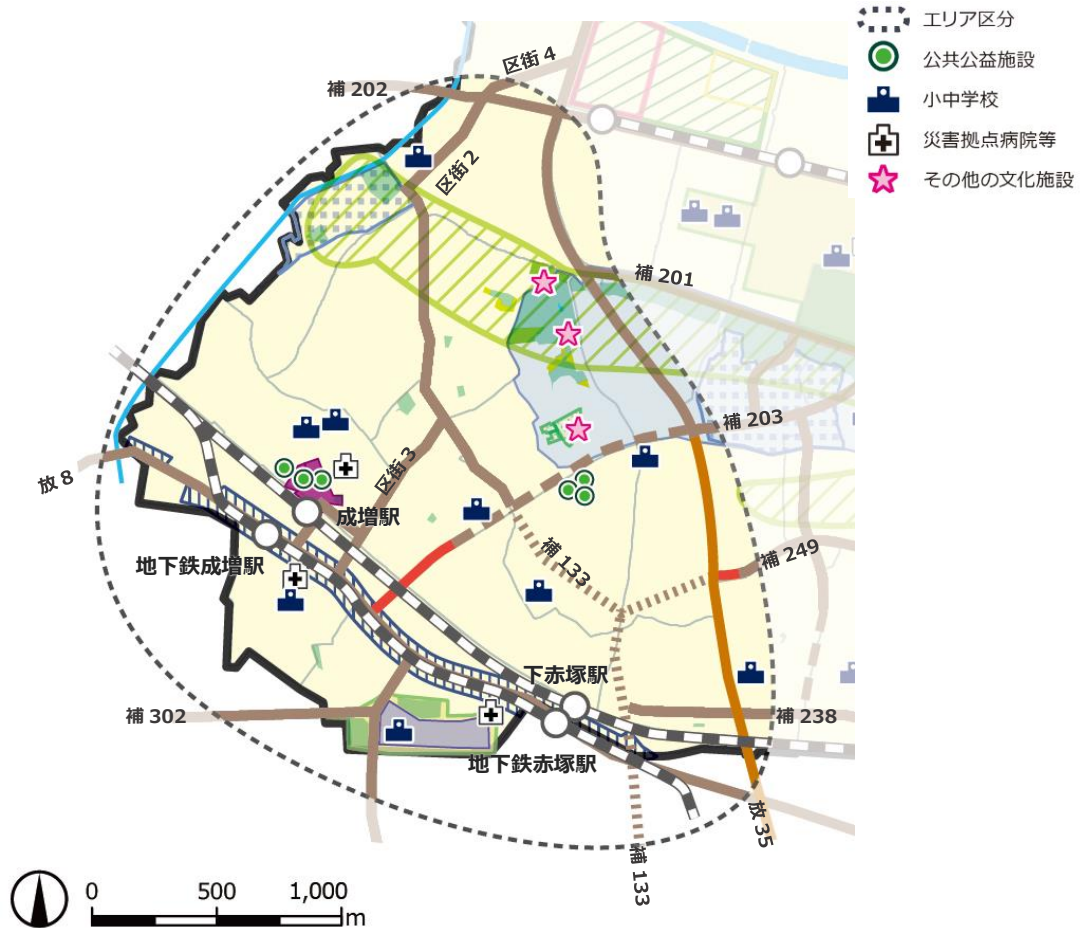 エリア区分
公共公益施設
小中学校
災害拠点病院等
その他の文化施設
区街 4
補 202
区街 2
補 201
補 203
放 8
区街 3
成増駅
地下鉄成増駅
補 133
補 249
下赤塚駅
補 302
補 238
地下鉄赤塚駅
放 35
補 133
0 500 1,000
m